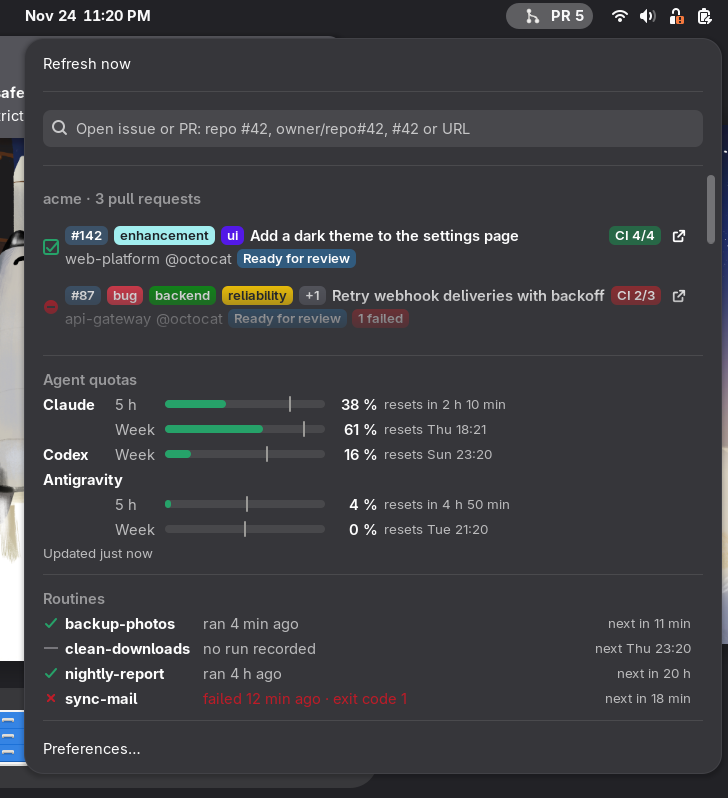 Nov 24 11:20 PM
PR 5
Refresh now
Open issue or PR: repo #42, owner/repo#42, #42 or URL
acme · 3 pull requests
#142 enhancement ui Add a dark theme to the settings page CI 4/4
web-platform @octocat Ready for review
#87 bug backend reliability +1 Retry webhook deliveries with backoff CI 2/3
api-gateway @octocat Ready for review 1 failed
Agent quotas
Claude 5 h 38 % resets in 2 h 10 min
Week 61 % resets Thu 18:21
Codex Week 16 % resets Sun 23:20
Antigravity
5 h 4 % resets in 4 h 50 min
Week 0 % resets Tue 21:20
Updated just now
Routines
backup-photos ran 4 min ago next in 11 min
clean-downloads no run recorded next Thu 23:20
nightly-report ran 4 h ago next in 20 h
sync-mail failed 12 min ago · exit code 1 next in 18 min
Preferences…